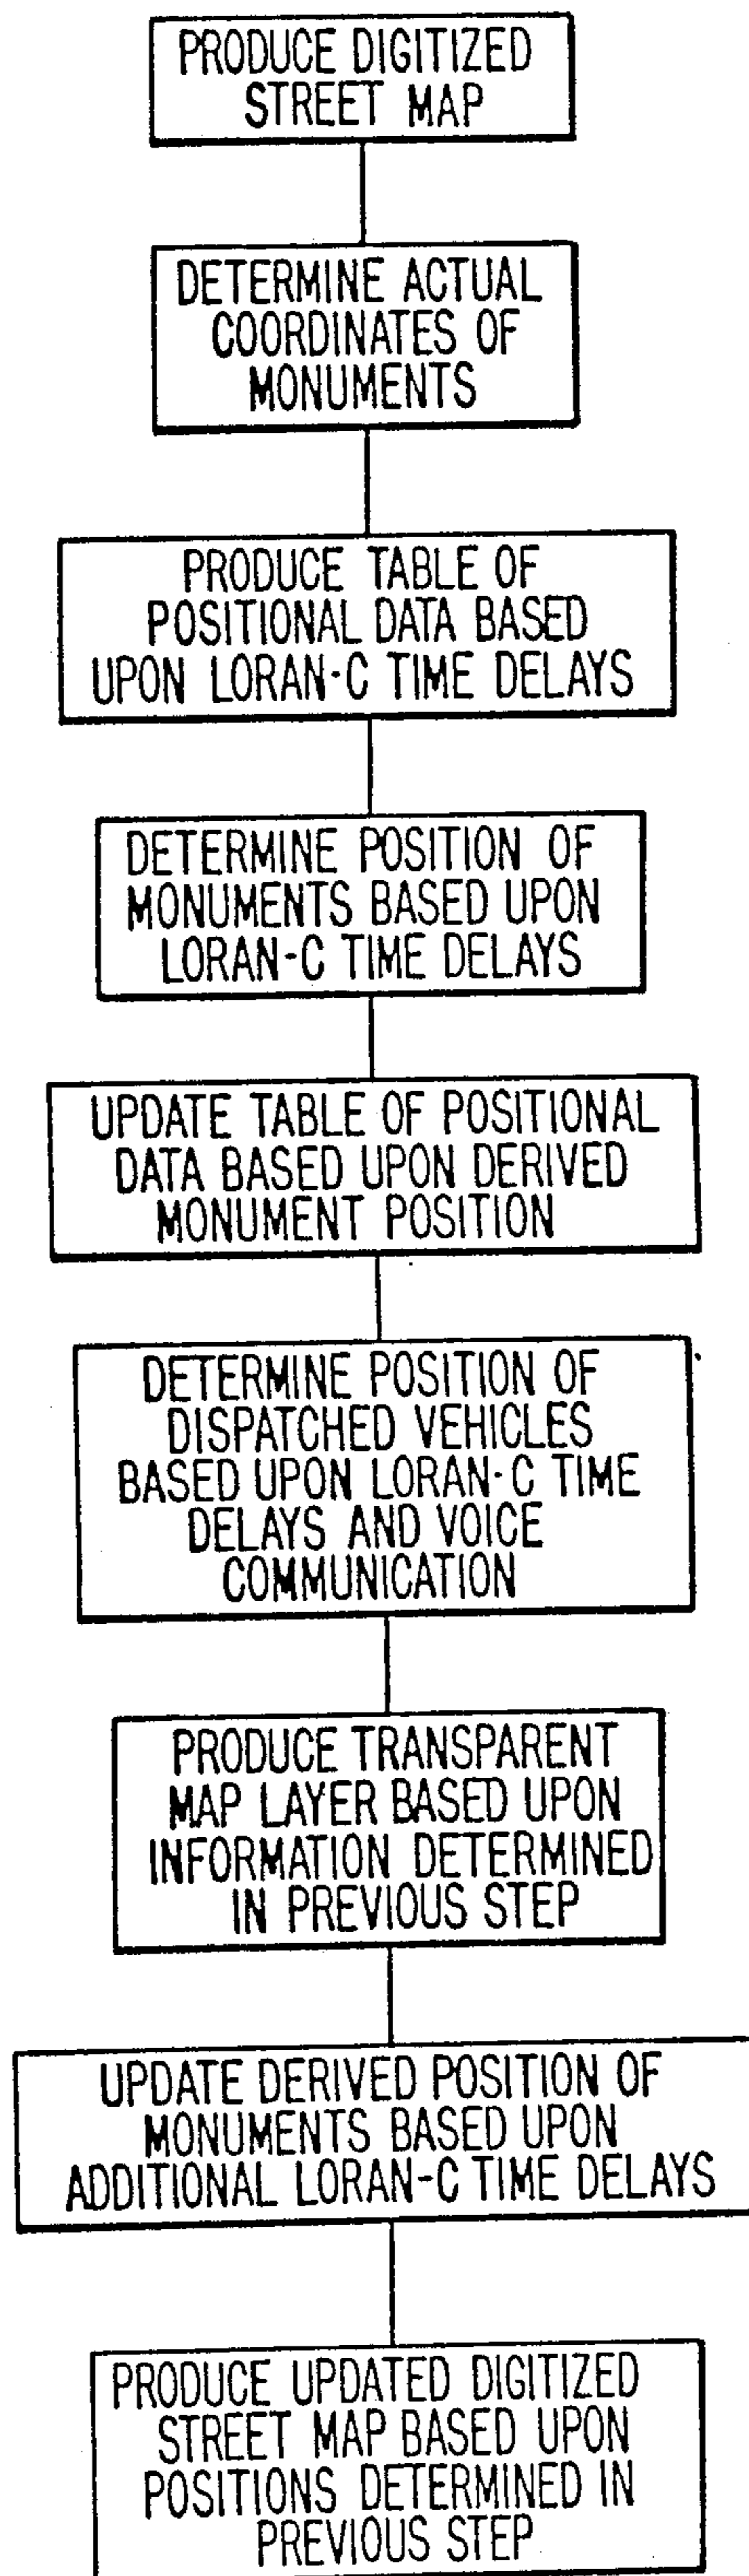 PRODUCE DIGITIZED
STREET MAP
DETERMINE ACTUAL
COORDINATES OF
MONUMENTS
PRODUCE TABLE OF
POSITIONAL DATA BASED
UPON LORAN-C TIME DELAYS
DETERMINE POSITION OF
MONUMENTS BASED UPON
LORAN-C TIME DELAYS
UPDATE TABLE OF POSITIONAL
DATA BASED UPON DERIVED
MONUMENT POSITION
DETERMINE POSITION OF
DISPATCHED VEHICLES
BASED UPON LORAN-C TIME
DELAYS AND VOICE
COMMUNICATION
PRODUCE TRANSPARENT
MAP LAYER BASED UPON
INFORMATION DETERMINED
IN PREVIOUS STEP
UPDATE DERIVED POSITION OF
MONUMENTS BASED UPON
ADDITIONAL LORAN-C TIME DELAYS
PRODUCE UPDATED DIGITIZED
STREET MAP BASED UPON
POSITIONS DETERMINED IN
PREVIOUS STEP